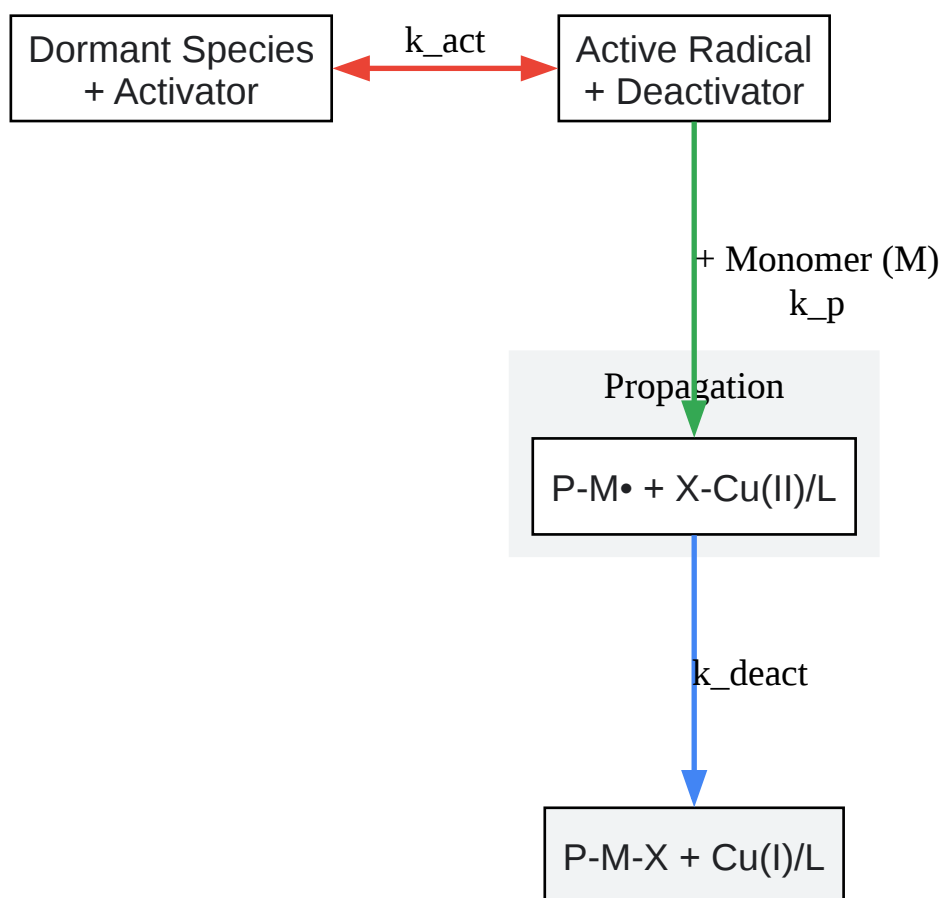 Dormant Species
+ Activator
k_act
Active Radical
+ Deactivator
+ Monomer (M)
k_p
Propagation
P-M• + X-Cu(II)/L
k_deact
P-M-X + Cu(I)/L